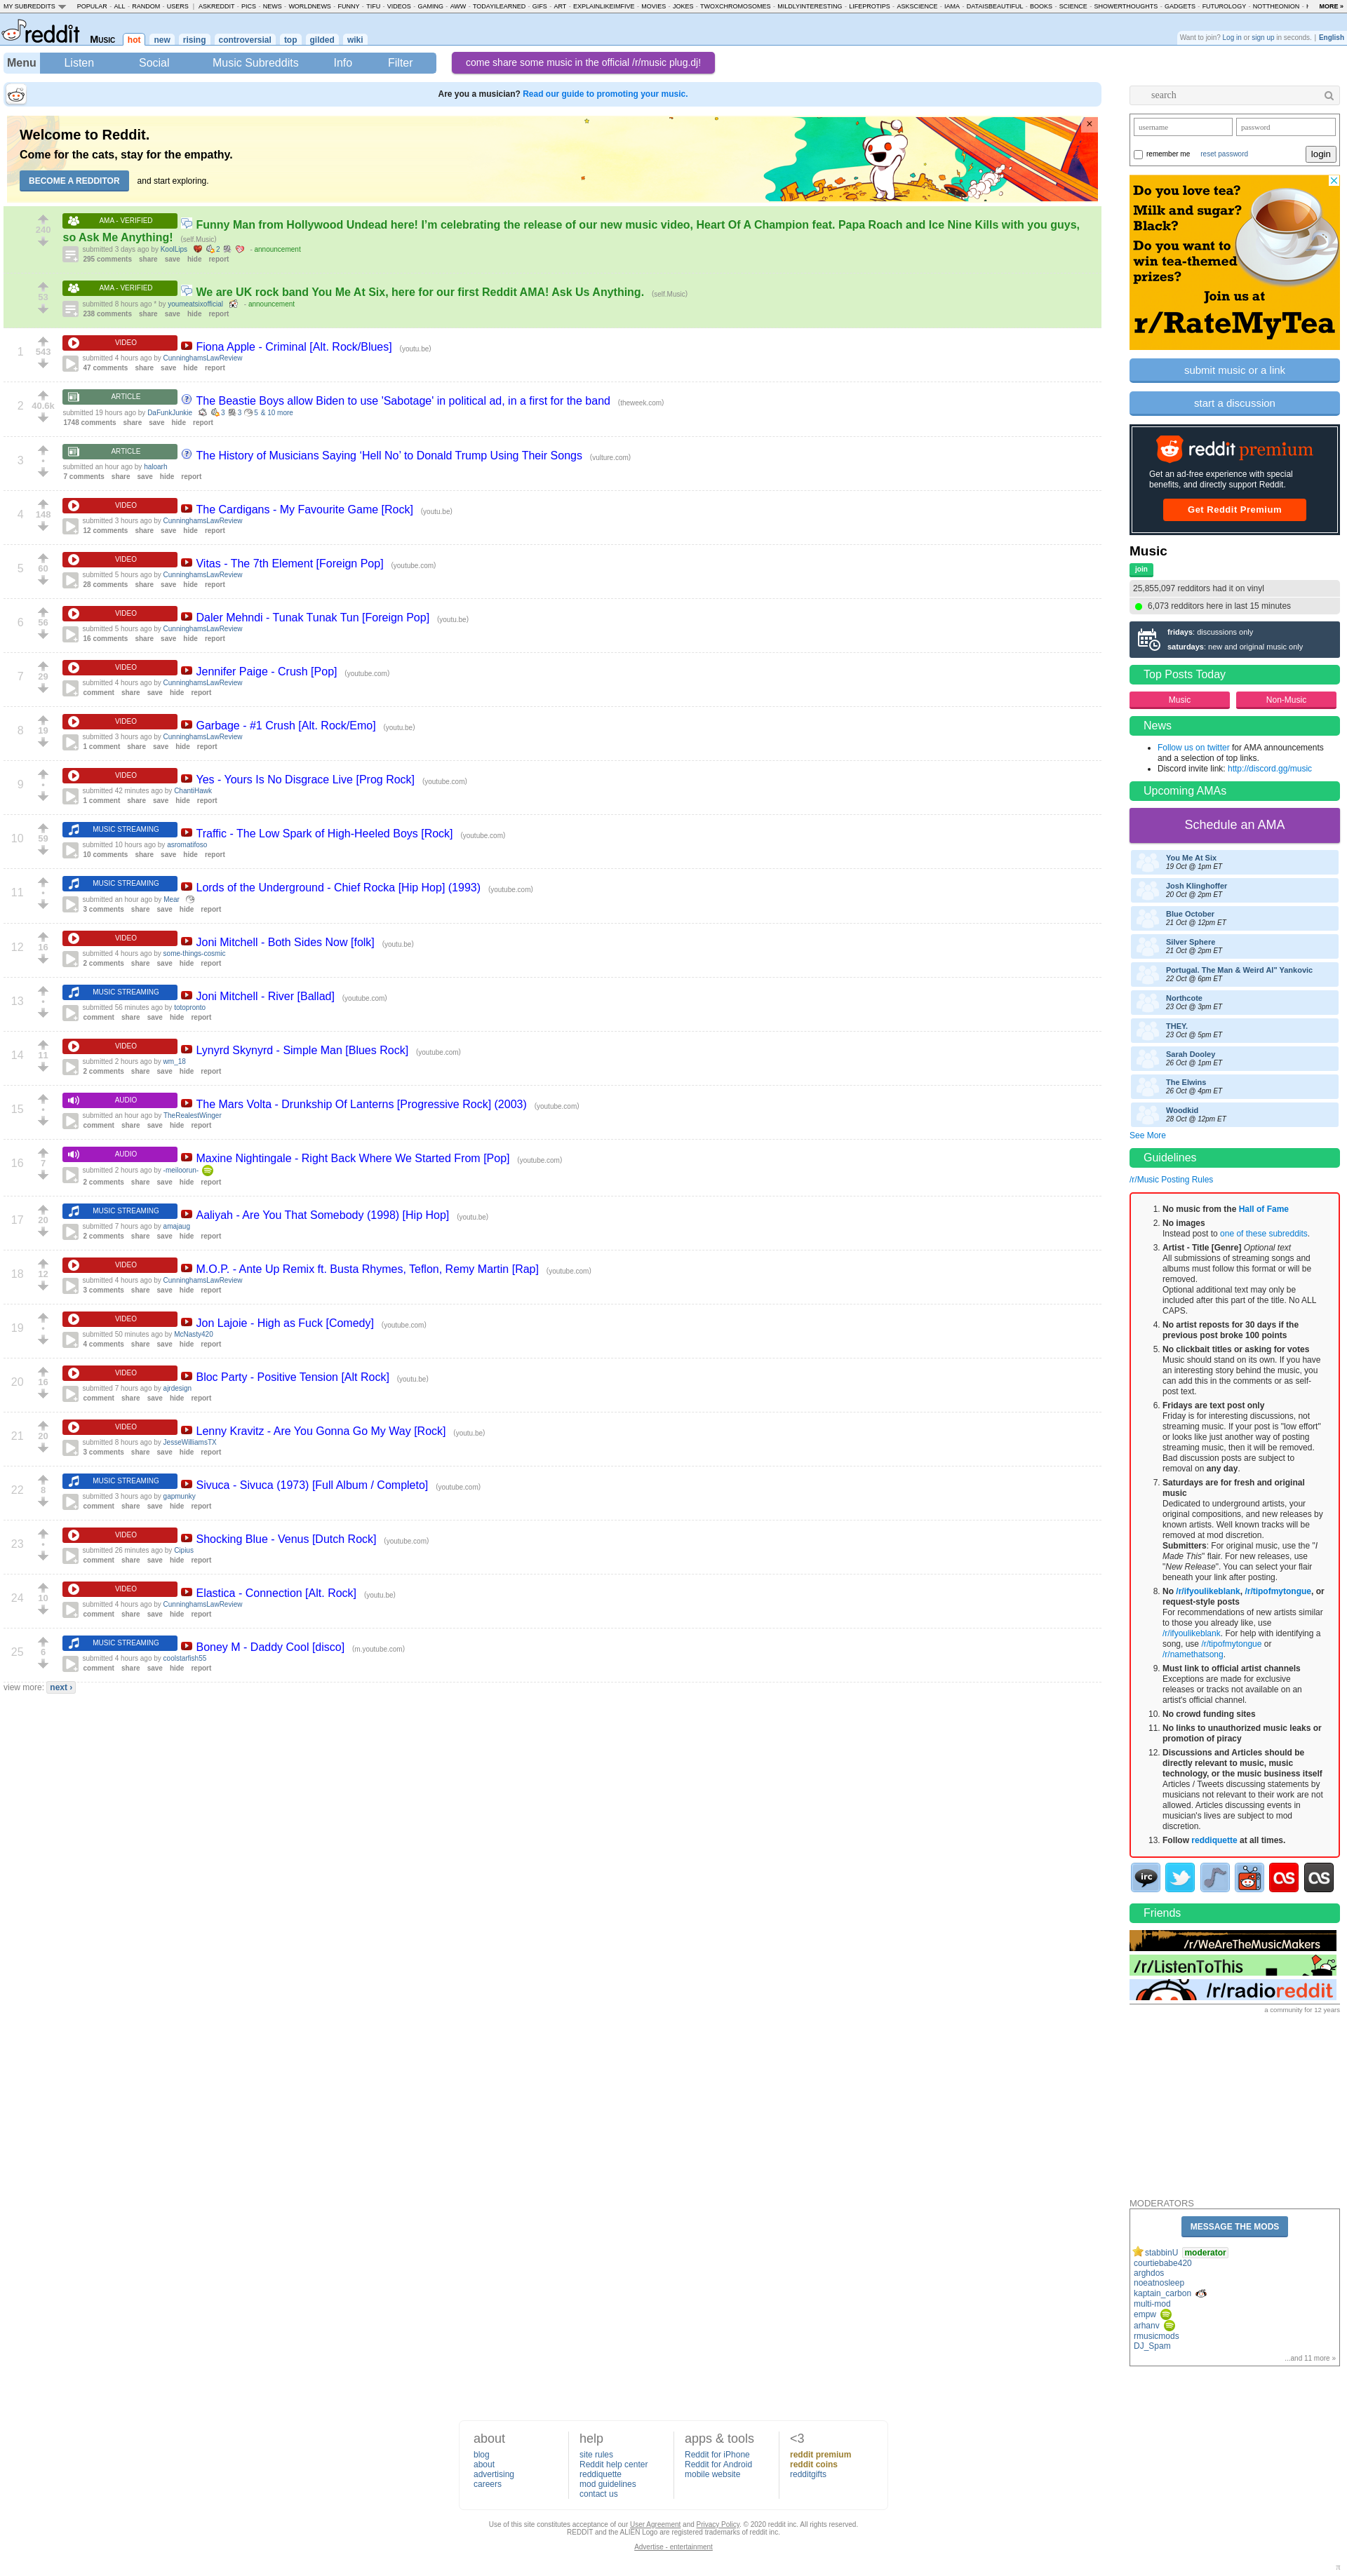 MY SUBREDDITS POPULAR - ALL - RANDOM - USERS | ASKREDDIT - PICS - NEWS - WORLDNEWS - FUNNY - TIFU - VIDEOS - GAMING - AWW - TODAYILEARNED - GIFS - ART - EXPLAINLIKEIMFIVE - MOVIES - JOKES - TWOXCHROMOSOMES - MILDLYINTERESTING - LIFEPROTIPS - ASKSCIENCE - IAMA - DATAISBEAUTIFUL - BOOKS - SCIENCE - SHOWERTHOUGHTS - GADGETS - FUTUROLOGY - NOTTHEONION - MORE »
reddit Music hot new rising controversial top gilded wiki
Want to join? Log in or sign up in seconds. | English
Menu Listen Social Music Subreddits Info Filter
come share some music in the official /r/music plug.dj!
Are you a musician? Read our guide to promoting your music.
Welcome to Reddit.
Come for the cats, stay for the empathy.
BECOME A REDDITOR and start exploring.
240
AMA - VERIFIED Funny Man from Hollywood Undead here! I'm celebrating the release of our new music video, Heart Of A Champion feat. Papa Roach and Ice Nine Kills with you guys,
so Ask Me Anything! (self.Music)
submitted 3 days ago by KoolLips 2 - announcement
295 comments share save hide report
53
AMA - VERIFIED We are UK rock band You Me At Six, here for our first Reddit AMA! Ask Us Anything. (self.Music)
submitted 8 hours ago * by youmeatsixofficial - announcement
238 comments share save hide report
1 543
VIDEO Fiona Apple - Criminal [Alt. Rock/Blues] (youtu.be)
submitted 4 hours ago by CunninghamsLawReview
47 comments share save hide report
2 40.6k
ARTICLE The Beastie Boys allow Biden to use 'Sabotage' in political ad, in a first for the band (theweek.com)
submitted 19 hours ago by DaFunkJunkie 3 3 5 & 10 more
1748 comments share save hide report
3 •
ARTICLE The History of Musicians Saying ‘Hell No’ to Donald Trump Using Their Songs (vulture.com)
submitted an hour ago by haloarh
7 comments share save hide report
4 148
VIDEO The Cardigans - My Favourite Game [Rock] (youtu.be)
submitted 3 hours ago by CunninghamsLawReview
12 comments share save hide report
5 60
VIDEO Vitas - The 7th Element [Foreign Pop] (youtube.com)
submitted 5 hours ago by CunninghamsLawReview
28 comments share save hide report
6 56
VIDEO Daler Mehndi - Tunak Tunak Tun [Foreign Pop] (youtu.be)
submitted 5 hours ago by CunninghamsLawReview
16 comments share save hide report
7 29
VIDEO Jennifer Paige - Crush [Pop] (youtube.com)
submitted 4 hours ago by CunninghamsLawReview
comment share save hide report
8 19
VIDEO Garbage - #1 Crush [Alt. Rock/Emo] (youtu.be)
submitted 3 hours ago by CunninghamsLawReview
1 comment share save hide report
9 •
VIDEO Yes - Yours Is No Disgrace Live [Prog Rock] (youtube.com)
submitted 42 minutes ago by ChantiHawk
1 comment share save hide report
10 59
MUSIC STREAMING Traffic - The Low Spark of High-Heeled Boys [Rock] (youtube.com)
submitted 10 hours ago by asromatifoso
10 comments share save hide report
11 •
MUSIC STREAMING Lords of the Underground - Chief Rocka [Hip Hop] (1993) (youtube.com)
submitted an hour ago by Mear
3 comments share save hide report
12 16
VIDEO Joni Mitchell - Both Sides Now [folk] (youtu.be)
submitted 4 hours ago by some-things-cosmic
2 comments share save hide report
13 •
MUSIC STREAMING Joni Mitchell - River [Ballad] (youtube.com)
submitted 56 minutes ago by totopronto
comment share save hide report
14 11
VIDEO Lynyrd Skynyrd - Simple Man [Blues Rock] (youtube.com)
submitted 2 hours ago by wm_18
2 comments share save hide report
15 •
AUDIO The Mars Volta - Drunkship Of Lanterns [Progressive Rock] (2003) (youtube.com)
submitted an hour ago by TheRealestWinger
comment share save hide report
16 7
AUDIO Maxine Nightingale - Right Back Where We Started From [Pop] (youtube.com)
submitted 2 hours ago by -meiloorun-
2 comments share save hide report
17 20
MUSIC STREAMING Aaliyah - Are You That Somebody (1998) [Hip Hop] (youtu.be)
submitted 7 hours ago by amajaug
2 comments share save hide report
18 12
VIDEO M.O.P. - Ante Up Remix ft. Busta Rhymes, Teflon, Remy Martin [Rap] (youtube.com)
submitted 4 hours ago by CunninghamsLawReview
3 comments share save hide report
19 •
VIDEO Jon Lajoie - High as Fuck [Comedy] (youtube.com)
submitted 50 minutes ago by McNasty420
4 comments share save hide report
20 16
VIDEO Bloc Party - Positive Tension [Alt Rock] (youtu.be)
submitted 7 hours ago by ajrdesign
comment share save hide report
21 20
VIDEO Lenny Kravitz - Are You Gonna Go My Way [Rock] (youtu.be)
submitted 8 hours ago by JesseWilliamsTX
3 comments share save hide report
22 8
MUSIC STREAMING Sivuca - Sivuca (1973) [Full Album / Completo] (youtube.com)
submitted 3 hours ago by gapmunky
comment share save hide report
23 •
VIDEO Shocking Blue - Venus [Dutch Rock] (youtube.com)
submitted 26 minutes ago by Cipius
comment share save hide report
24 10
VIDEO Elastica - Connection [Alt. Rock] (youtu.be)
submitted 4 hours ago by CunninghamsLawReview
comment share save hide report
25 6
MUSIC STREAMING Boney M - Daddy Cool [disco] (m.youtube.com)
submitted 4 hours ago by coolstarfish55
comment share save hide report
view more: next ›
search
username password
remember me reset password login
Do you love tea?
Milk and sugar?
Black?
Do you want to
win tea-themed
prizes?
Join us at
r/RateMyTea
submit music or a link
start a discussion
reddit premium
Get an ad-free experience with special
benefits, and directly support Reddit.
Get Reddit Premium
Music
join
25,855,097 redditors had it on vinyl
6,073 redditors here in last 15 minutes
fridays: discussions only
saturdays: new and original music only
Top Posts Today
Music Non-Music
News
• Follow us on twitter for AMA announcements
and a selection of top links.
• Discord invite link: http://discord.gg/music
Upcoming AMAs
Schedule an AMA
You Me At Six
19 Oct @ 1pm ET
Josh Klinghoffer
20 Oct @ 2pm ET
Blue October
21 Oct @ 12pm ET
Silver Sphere
21 Oct @ 2pm ET
Portugal. The Man & Weird Al" Yankovic
22 Oct @ 6pm ET
Northcote
23 Oct @ 3pm ET
THEY.
23 Oct @ 5pm ET
Sarah Dooley
26 Oct @ 1pm ET
The Elwins
26 Oct @ 4pm ET
Woodkid
28 Oct @ 12pm ET
See More
Guidelines
/r/Music Posting Rules
1. No music from the Hall of Fame
2. No images
Instead post to one of these subreddits.
3. Artist - Title [Genre] Optional text
All submissions of streaming songs and
albums must follow this format or will be
removed.
Optional additional text may only be
included after this part of the title. No ALL
CAPS.
4. No artist reposts for 30 days if the
previous post broke 100 points
5. No clickbait titles or asking for votes
Music should stand on its own. If you have
an interesting story behind the music, you
can add this in the comments or as self-
post text.
6. Fridays are text post only
Friday is for interesting discussions, not
streaming music. If your post is "low effort"
or looks like just another way of posting
streaming music, then it will be removed.
Bad discussion posts are subject to
removal on any day.
7. Saturdays are for fresh and original
music
Dedicated to underground artists, your
original compositions, and new releases by
known artists. Well known tracks will be
removed at mod discretion.
Submitters: For original music, use the "I
Made This" flair. For new releases, use
"New Release". You can select your flair
beneath your link after posting.
8. No /r/ifyoulikeblank, /r/tipofmytongue, or
request-style posts
For recommendations of new artists similar
to those you already like, use
/r/ifyoulikeblank. For help with identifying a
song, use /r/tipofmytongue or
/r/namethatsong.
9. Must link to official artist channels
Exceptions are made for exclusive
releases or tracks not available on an
artist's official channel.
10. No crowd funding sites
11. No links to unauthorized music leaks or
promotion of piracy
12. Discussions and Articles should be
directly relevant to music, music
technology, or the music business itself
Articles / Tweets discussing statements by
musicians not relevant to their work are not
allowed. Articles discussing events in
musician's lives are subject to mod
discretion.
13. Follow reddiquette at all times.
irc
Friends
/r/WeAreTheMusicMakers
/r/ListenToThis
/r/radioreddit
a community for 12 years
MODERATORS
MESSAGE THE MODS
stabbinU moderator
courtiebabe420
arghdos
noeatnosleep
kaptain_carbon
multi-mod
empw
arhanv
rmusicmods
DJ_Spam
...and 11 more »
about
blog
about
advertising
careers
help
site rules
Reddit help center
reddiquette
mod guidelines
contact us
apps & tools
Reddit for iPhone
Reddit for Android
mobile website
<3
reddit premium
reddit coins
redditgifts
Use of this site constitutes acceptance of our User Agreement and Privacy Policy. © 2020 reddit inc. All rights reserved.
REDDIT and the ALIEN Logo are registered trademarks of reddit inc.
Advertise - entertainment
π